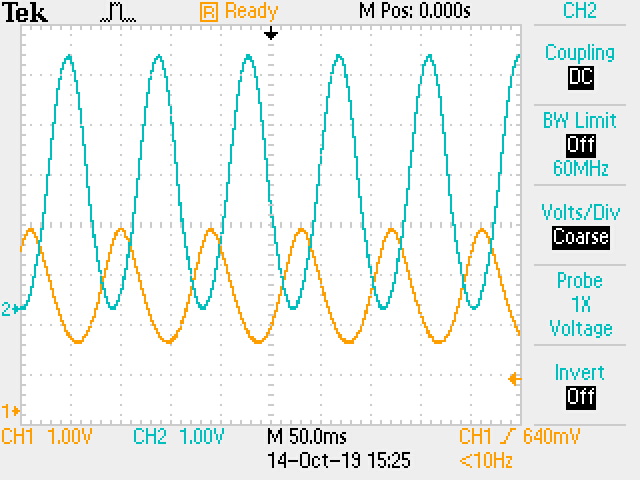 Tek R Ready M Pos: 0.000s CH2
Coupling
DC
BW Limit
Off
60MHz
Volts/Div
Coarse
Probe
1X
Voltage
Invert
Off
2
1
CH1 1.00V CH2 1.00V M 50.0ms CH1 640mV
14-Oct-19 15:25 <10Hz